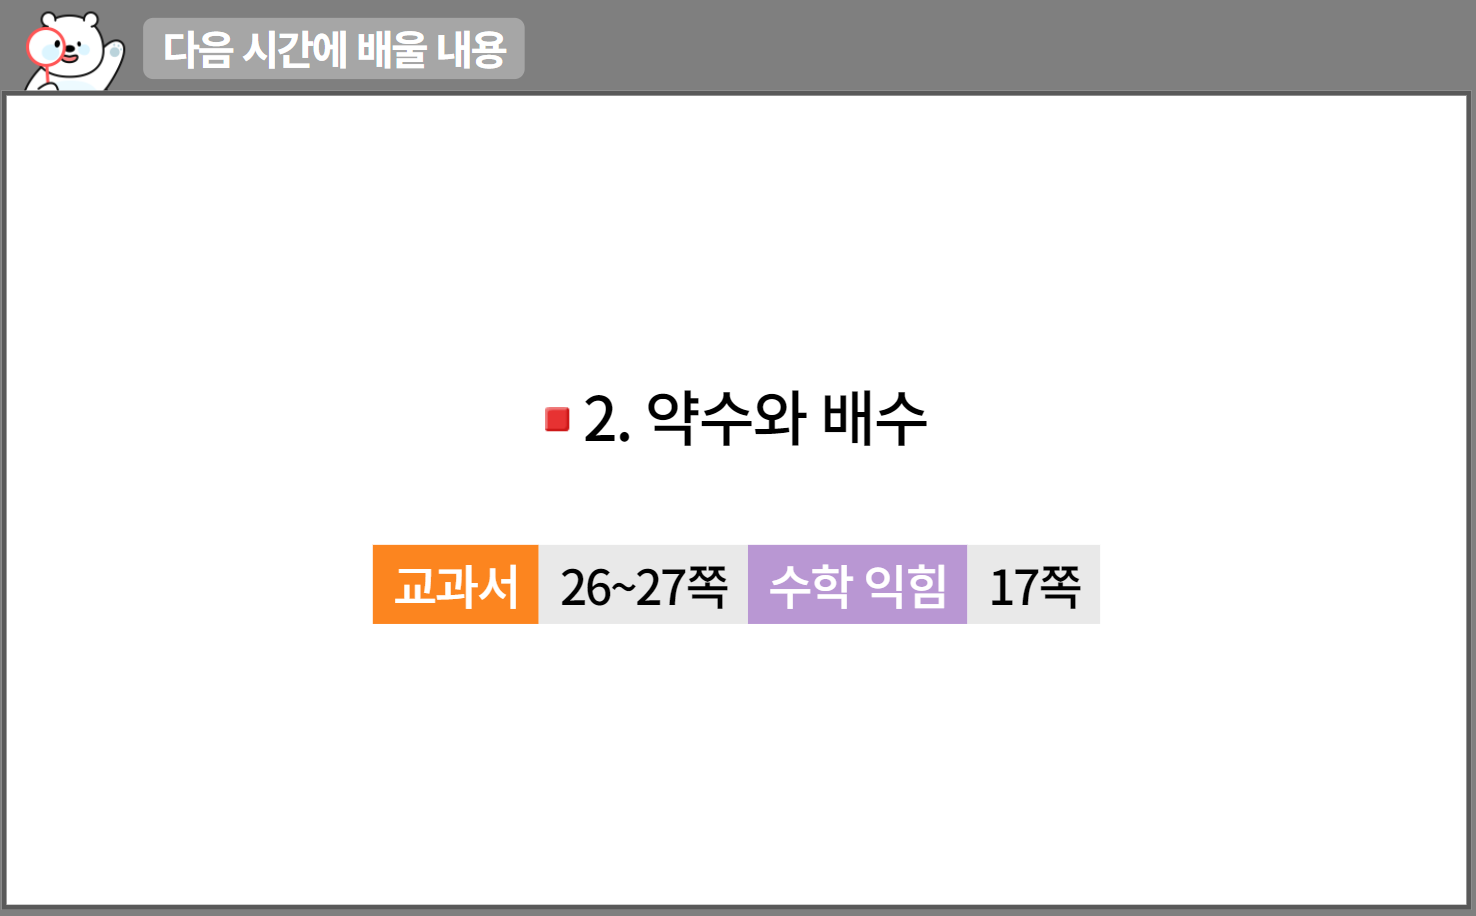 다음 시간에 배울 내용
2. 약수와 배수
교과서 26~27쪽 수학 익힘 17쪽